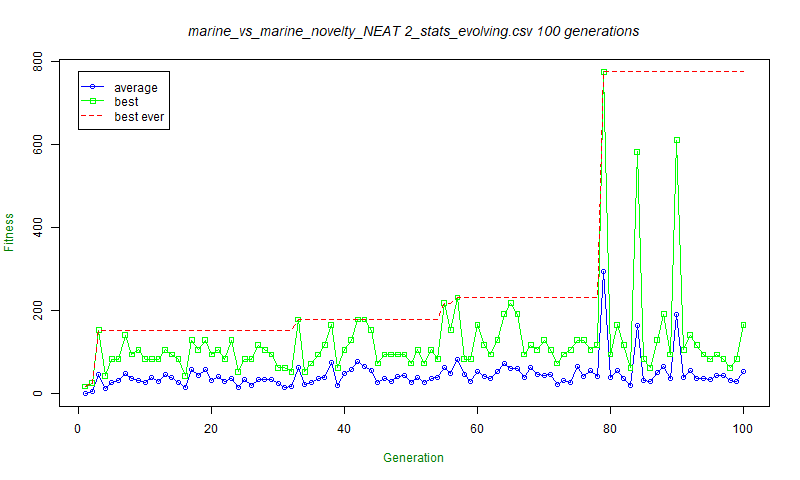 marine_vs_marine_novelty_NEAT 2_stats_evolving.csv 100 generations
average
best
best ever
800
600
400
200
0
Fitness
0 20 40 60 80 100
Generation